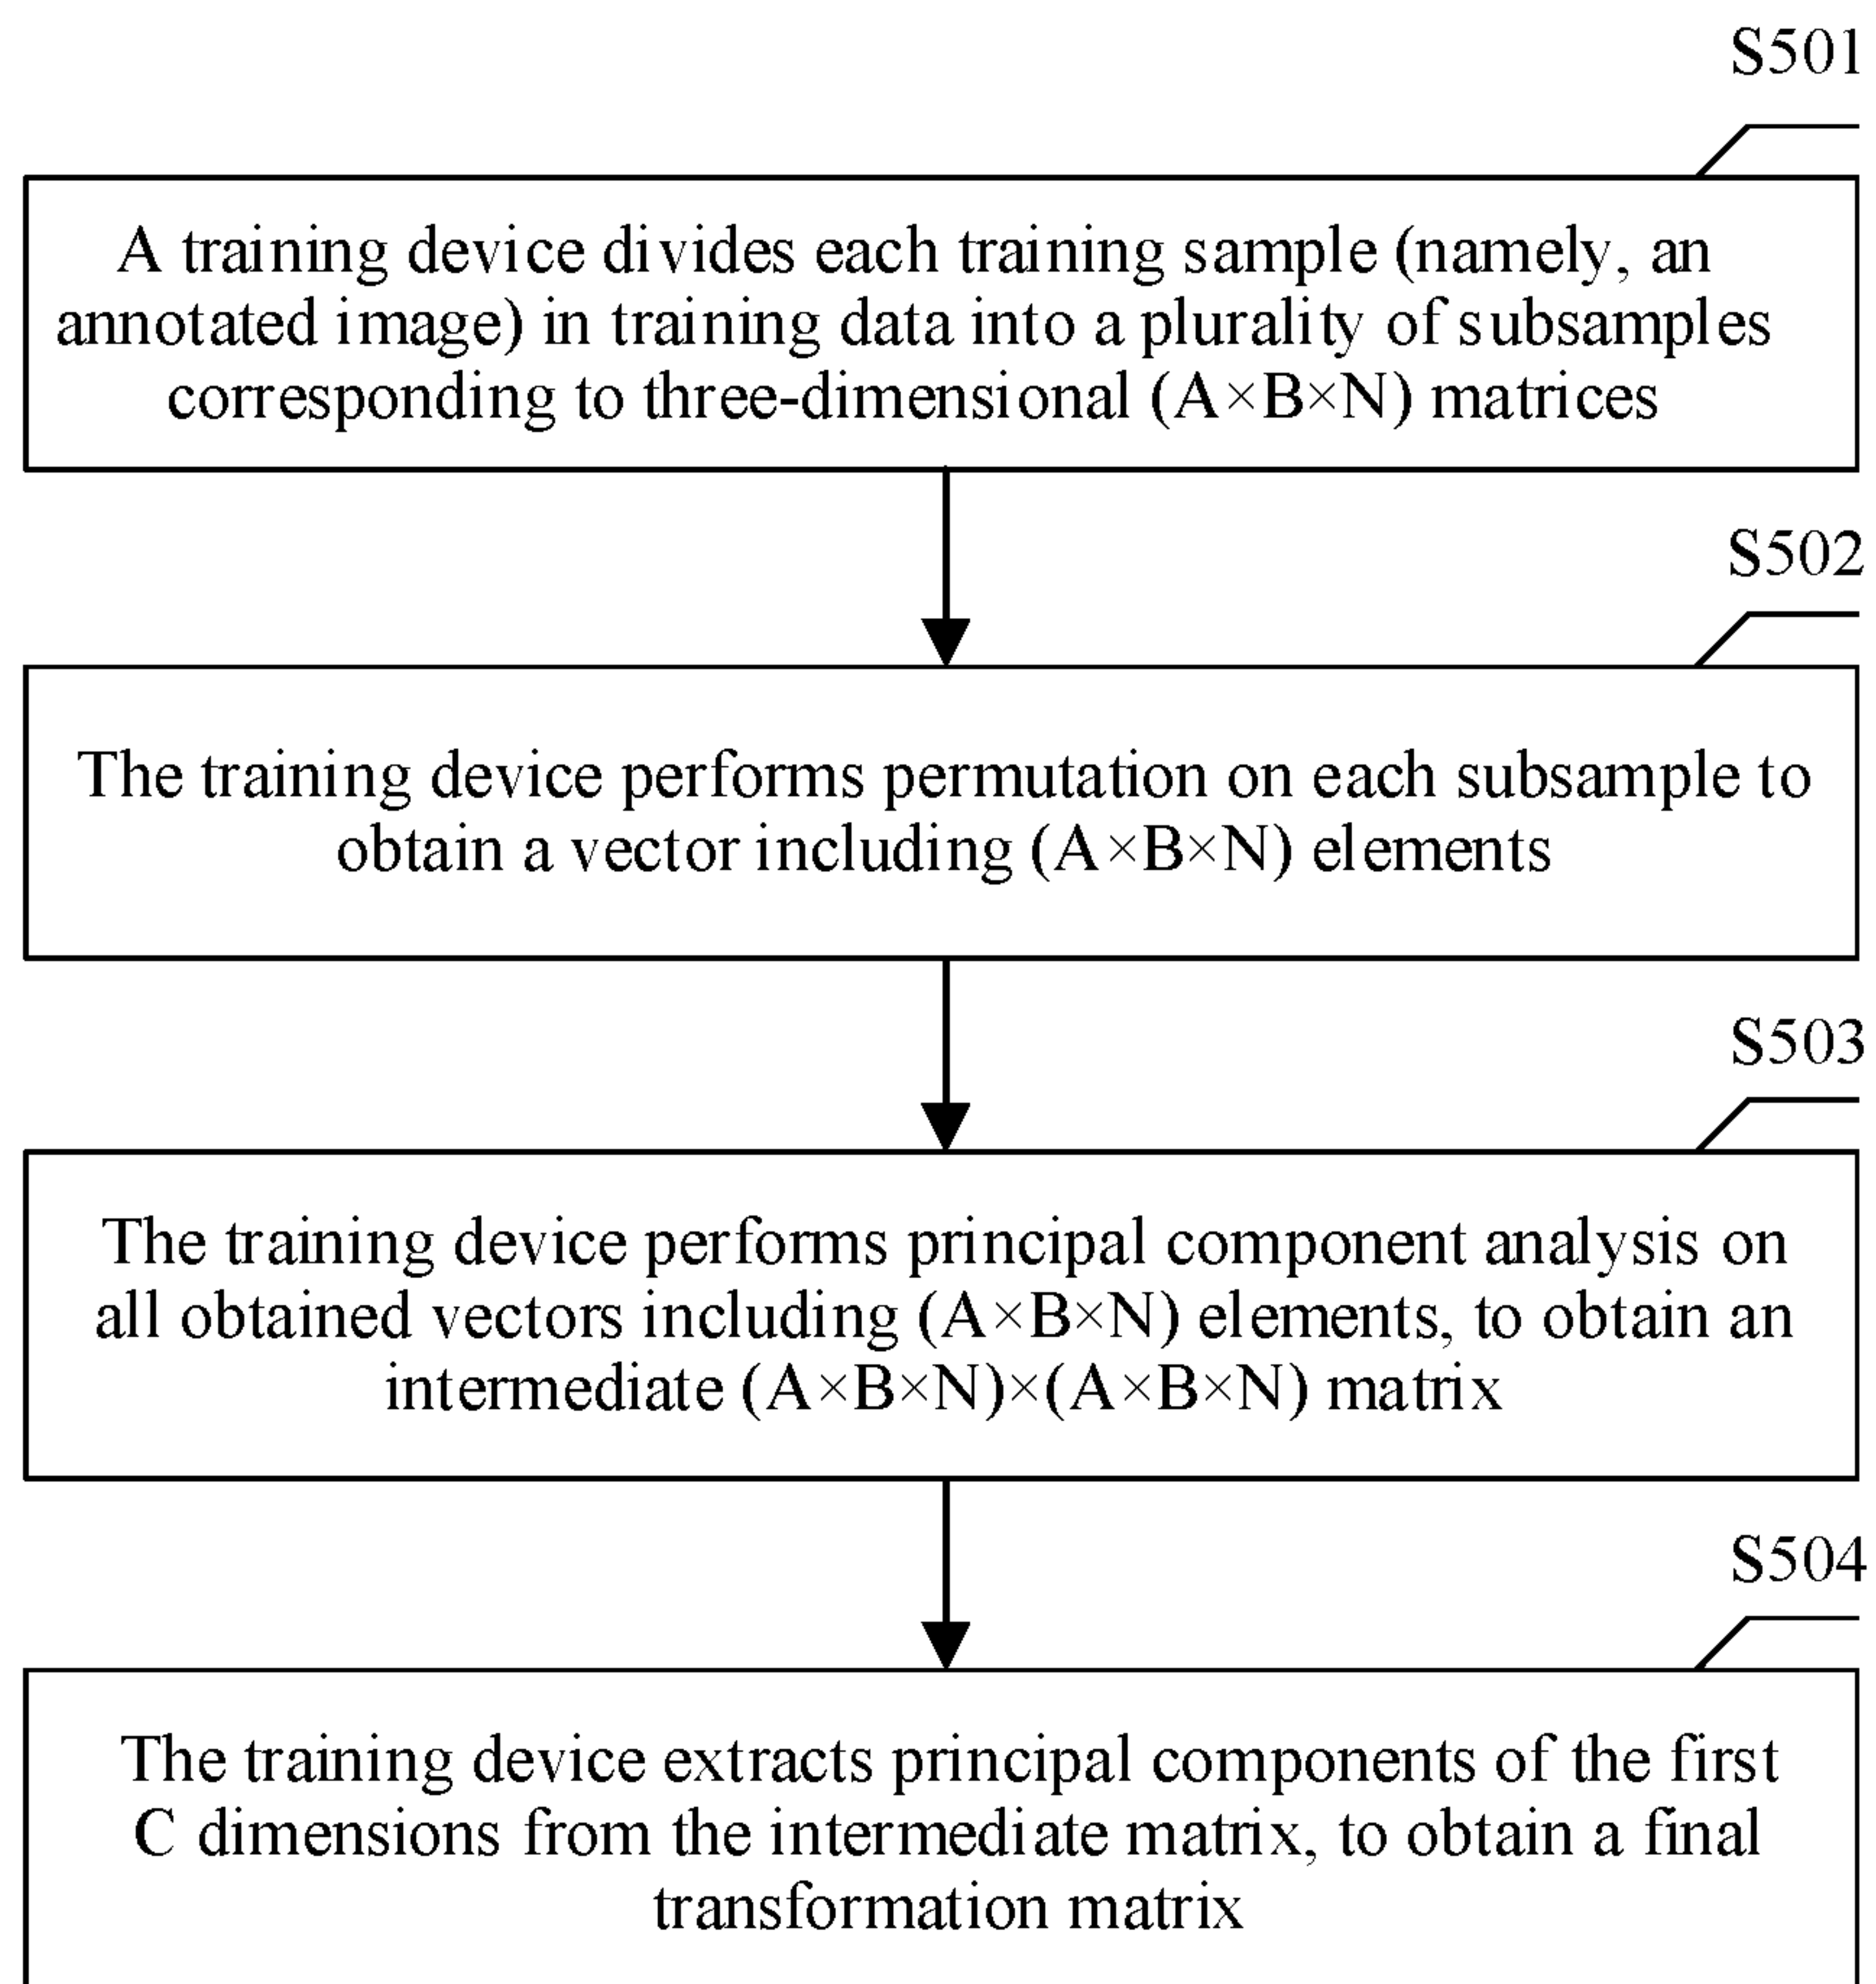 S501
A training device divides each training sample (namely, an
annotated image) in training data into a plurality of subsamples
corresponding to three-dimensional (A×B×N) matrices
S502
The training device performs permutation on each subsample to
obtain a vector including (A×B×N) elements
S503
The training device performs principal component analysis on
all obtained vectors including (A×B×N) elements, to obtain an
intermediate (A×B×N)×(A×B×N) matrix
S504
The training device extracts principal components of the first
C dimensions from the intermediate matrix, to obtain a final
transformation matrix